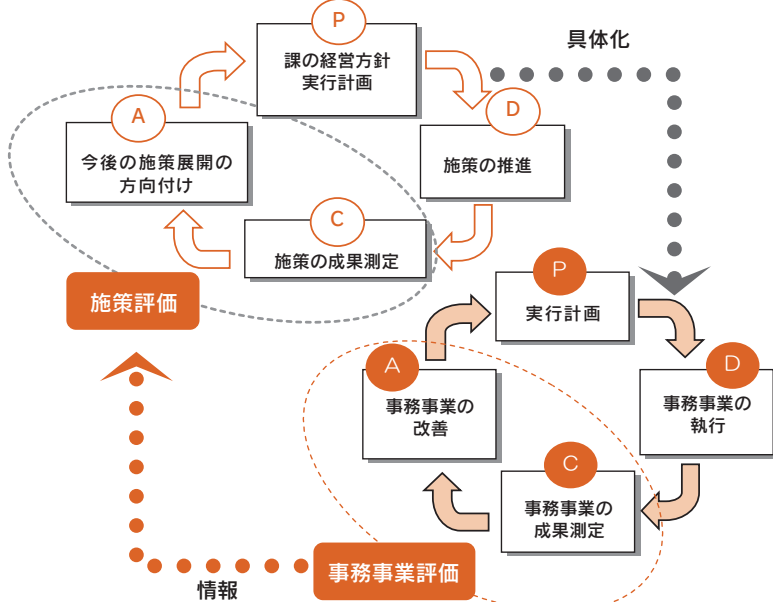 P
課の経営方針
実行計画
具体化
A
今後の施策展開の
方向付け
D
施策の推進
C
施策の成果測定
施策評価
P
実行計画
A
事務事業の
改善
D
事務事業の
執行
C
事務事業の
成果測定
事務事業評価
情報